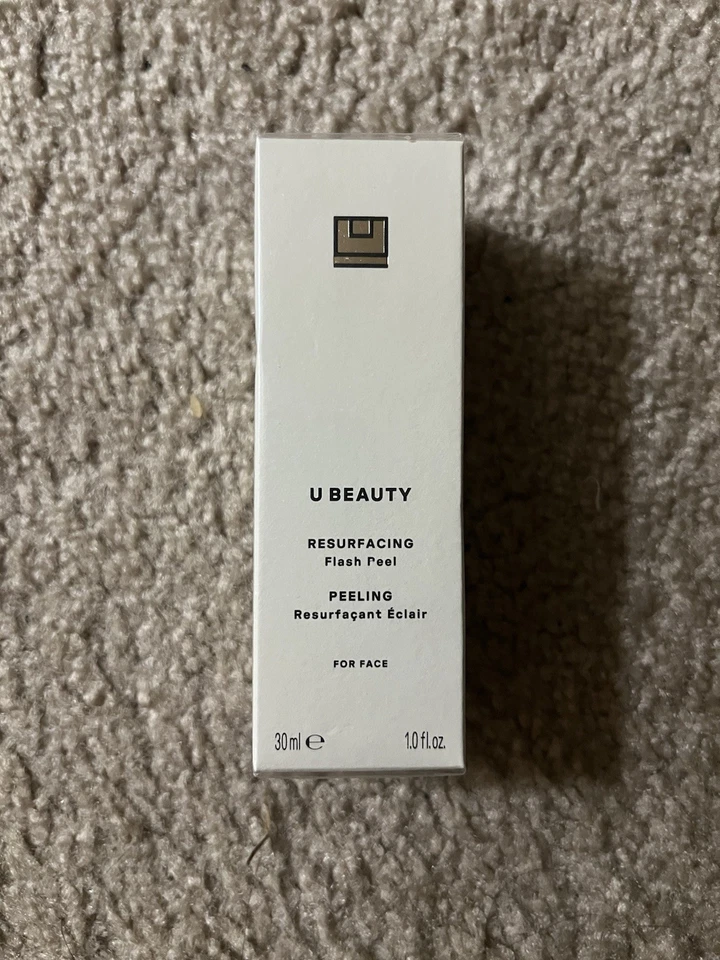 U BEAUTY
RESURFACING
Flash Peel
PEELING
Resurfaçant Éclair
FOR FACE
30 ml ℮
1.0 fl. oz.